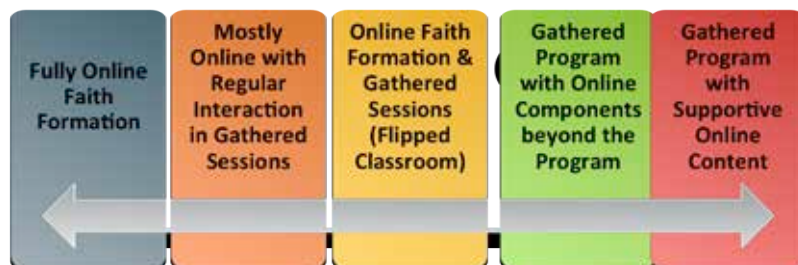 Fully Online
Faith
Formation
Mostly
Online with
Regular
Interaction
in Gathered
Sessions
Online Faith
Formation &
Gathered
Sessions
(Flipped
Classroom)
Gathered
Program
with Online
Components
beyond the
Program
Gathered
Program
with
Supportive
Online
Content